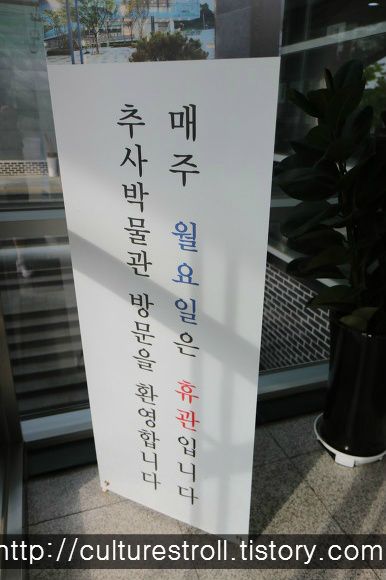 매주 월요일은 휴관입니다
추사박물관 방문을 환영합니다
http://culturestroll.tistory.com